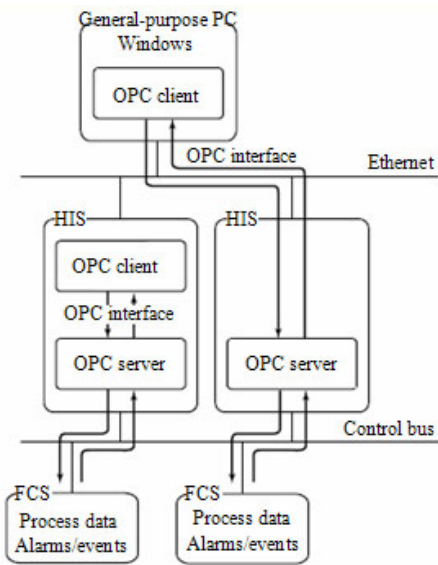 General-purpose PC
Windows
OPC client
OPC interface
Ethernet
HIS
HIS
OPC client
OPC interface
OPC server
OPC server
Control bus
FCS
FCS
Process data
Alarms/events
Process data
Alarms/events